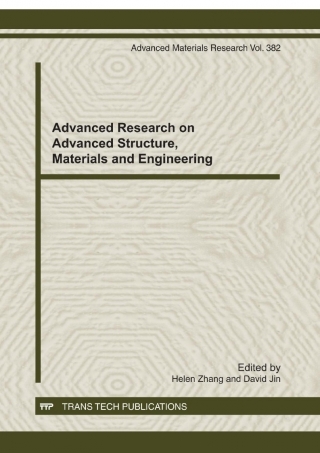 Advanced Materials Research Vol. 382
Advanced Research on
Advanced Structure,
Materials and Engineering
Edited by
Helen Zhang and David Jin
TTP TRANS TECH PUBLICATIONS